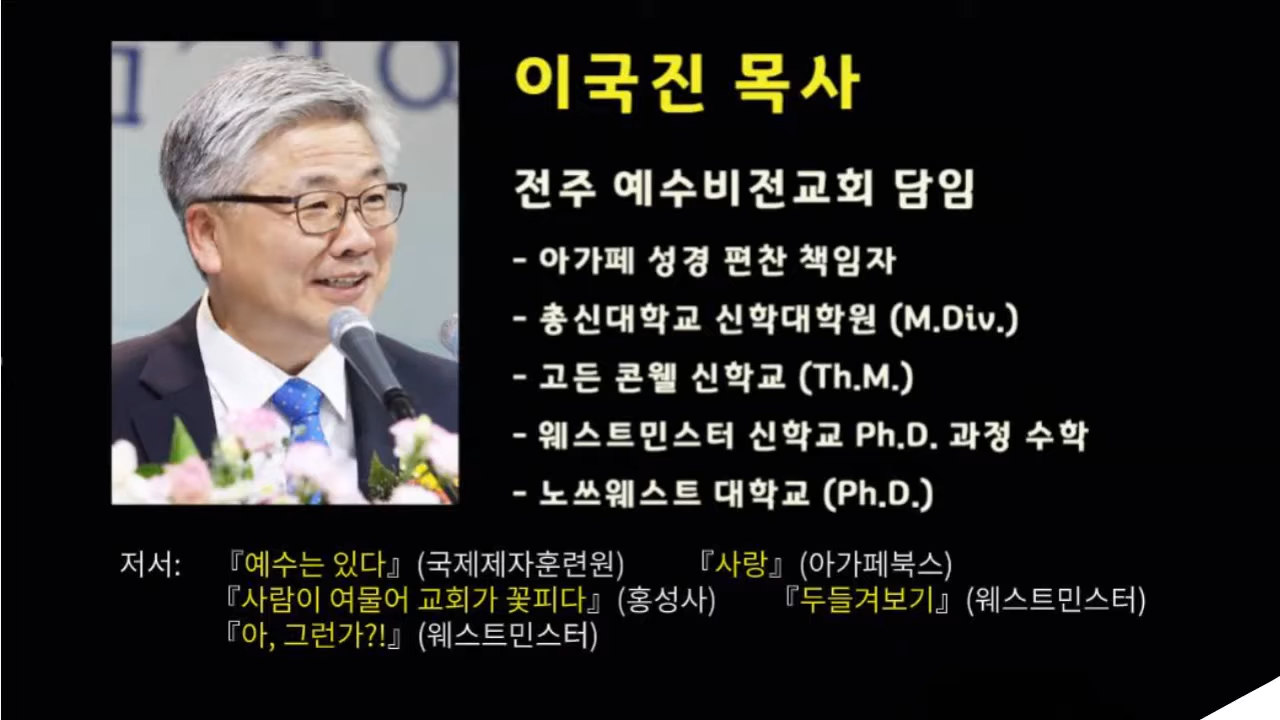 이국진 목사
전주 예수비전교회 담임
- 아가페 성경 편찬 책임자
- 총신대학교 신학대학원 (M.Div.)
- 고든 콘웰 신학교 (Th.M.)
- 웨스트민스터 신학교 Ph.D. 과정 수학
- 노쓰웨스트 대학교 (Ph.D.)
저서: 『예수는 있다』 (국제제자훈련원) 『사랑』 (아가페북스)
『사람이 여물어 교회가 꽃피다』 (홍성사) 『두들겨보기』 (웨스트민스터)
『아, 그런가?!』 (웨스트민스터)